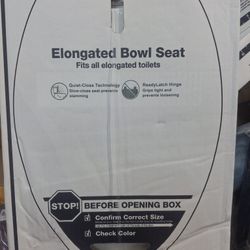 Elongated Bowl Seat
Fits all elongated toilets
Quiet-Close Technology
Slow-close seat prevents
slamming
ReadyLatch Hinge
Grips tight and
prevents loosening
STOP!
BEFORE OPENING BOX
Confirm Correct Size
Check Color